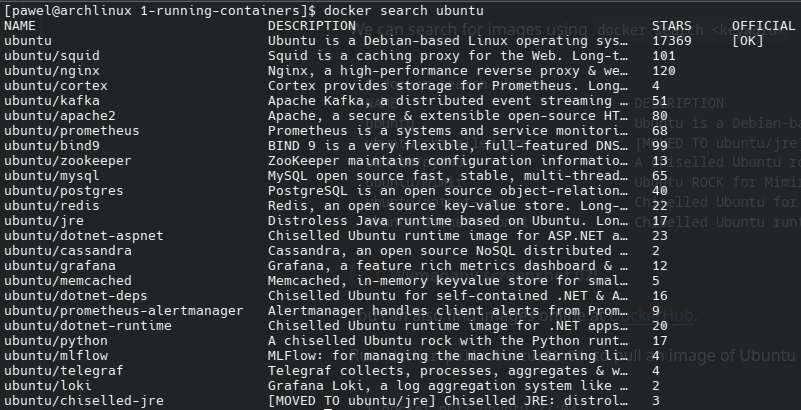 [pawel@archlinux 1-running-containers]$ docker search ubuntu
NAME DESCRIPTION STARS OFFICIAL
ubuntu Ubuntu is a Debian-based Linux operating sys… 17369 [OK]
ubuntu/squid Squid is a caching proxy for the Web. Long-t… 101
ubuntu/nginx Nginx, a high-performance reverse proxy & we… 120
ubuntu/cortex Cortex provides storage for Prometheus. Long… 4
ubuntu/kafka Apache Kafka, a distributed event streaming … 51
ubuntu/apache2 Apache, a secure & extensible open-source HT… 80
ubuntu/prometheus Prometheus is a systems and service monitori… 68
ubuntu/bind9 BIND 9 is a very flexible, full-featured DNS… 99
ubuntu/zookeeper ZooKeeper maintains configuration informatio… 13
ubuntu/mysql MySQL open source fast, stable, multi-thread… 65
ubuntu/postgres PostgreSQL is an open source object-relation… 40
ubuntu/redis Redis, an open source key-value store. Long-… 22
ubuntu/jre Distroless Java runtime based on Ubuntu. Lon… 17
ubuntu/dotnet-aspnet Chiselled Ubuntu runtime image for ASP.NET a… 23
ubuntu/cassandra Cassandra, an open source NoSQL distributed … 2
ubuntu/grafana Grafana, a feature rich metrics dashboard & … 12
ubuntu/memcached Memcached, in-memory keyvalue store for smal… 5
ubuntu/dotnet-deps Chiselled Ubuntu for self-contained .NET & A… 16
ubuntu/prometheus-alertmanager Alertmanager handles client alerts from Prom… 9
ubuntu/dotnet-runtime Chiselled Ubuntu runtime image for .NET apps… 20
ubuntu/python A chiselled Ubuntu rock with the Python runt… 17
ubuntu/mlflow MLFlow: for managing the machine learning li… 4
ubuntu/telegraf Telegraf collects, processes, aggregates & w… 4
ubuntu/loki Grafana Loki, a log aggregation system like … 2
ubuntu/chiselled-jre [MOVED TO ubuntu/jre] Chiselled JRE: distrol… 3